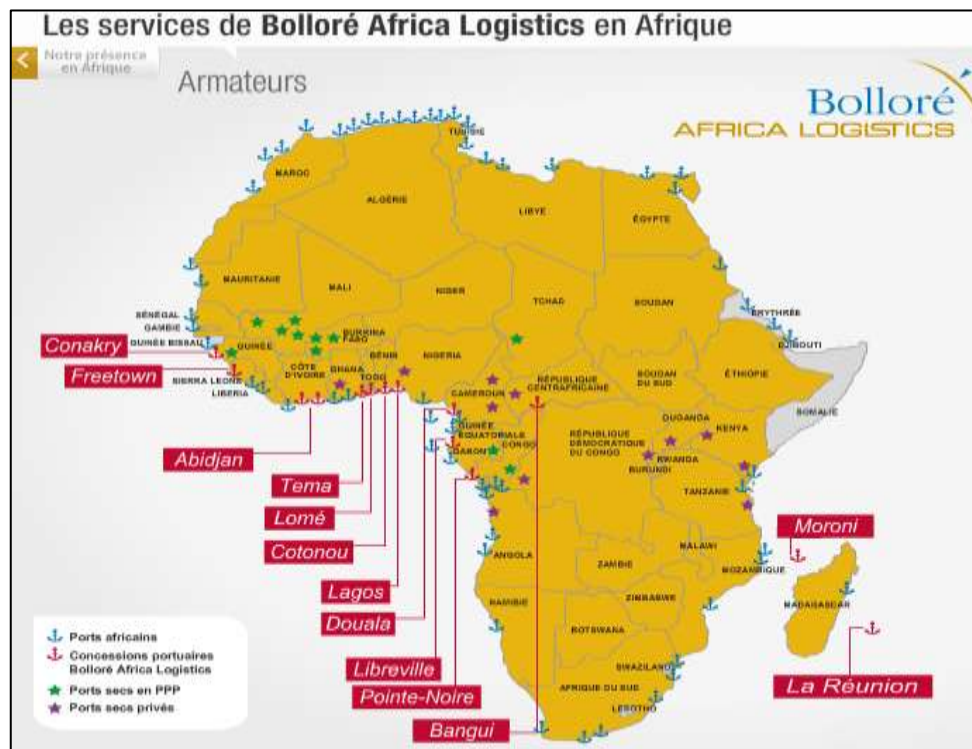 Les services de Bolloré Africa Logistics en Afrique
Notre présence
en Afrique
Armateurs
Bolloré
AFRICA LOGISTICS
TUNISIE
MAROC
ALGÉRIE
LIBYE
ÉGYPTE
MAURITANIE
MALI
NIGER
TCHAD
SOUDAN
ERYTHRÉE
DJIBOUTI
SÉNÉGAL
GAMBIE
GUINÉE BISSAU
GUINÉE
BURKINA
FASO
BÉNIN
NIGERIA
CÔTE
D'IVOIRE
GHANA
TOGO
SIERRA LEONE
LIBERIA
CAMEROUN
RÉPUBLIQUE
CENTRAFRICAINE
SOUDAN
DU SUD
ÉTHIOPIE
SOMALIE
GUINÉE
ÉQUATORIALE
GABON
CONGO
RÉPUBLIQUE
DÉMOCRATIQUE
DU CONGO
OUGANDA
KENYA
RWANDA
BURUNDI
TANZANIE
ANGOLA
ZAMBIE
MALAWI
MOZAMBIQUE
ZIMBABWE
MADAGASCAR
NAMIBIE
BOTSWANA
SWAZILAND
AFRIQUE DU SUD
LESOTHO
Conakry
Freetown
Abidjan
Tema
Lomé
Cotonou
Lagos
Douala
Libreville
Pointe-Noire
Bangui
Moroni
La Réunion
Ports africains
Concessions portuaires
Bolloré Africa Logistics
Ports secs en PPP
Ports secs privés